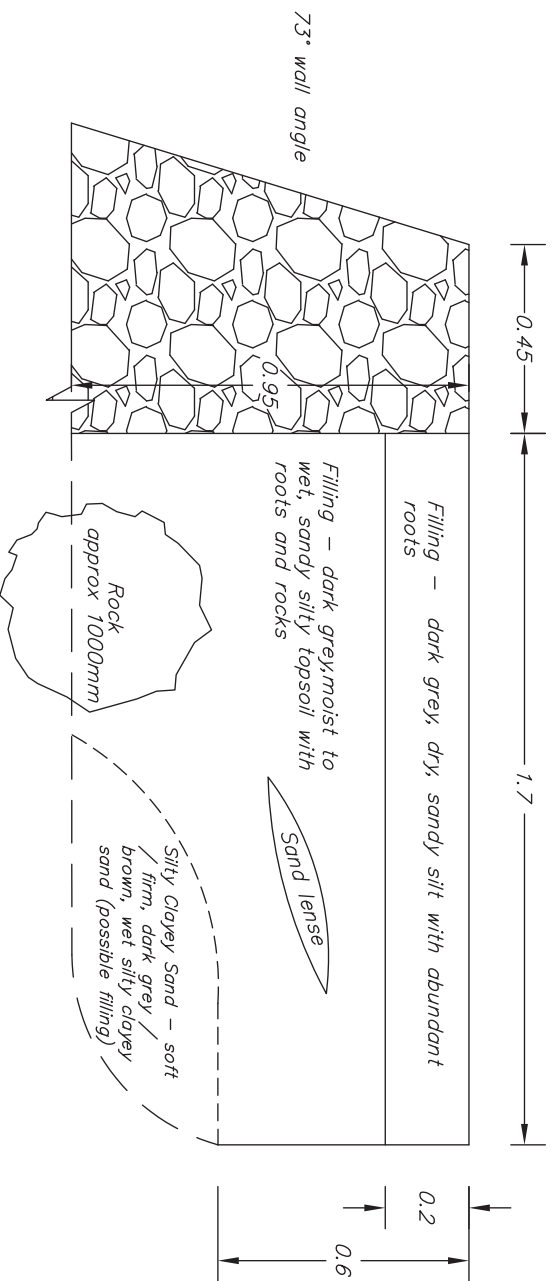 73° wall angle
0.45
1.7
0.95
Filling – dark grey, dry, sandy silt with abundant
roots
0.2
0.6
Filling – dark grey,moist to
wet, sandy silty topsoil with
roots and rocks
Sand lense
Rock
approx 1000mm
Silty Clayey Sand – soft
/ firm, dark grey /
brown, wet silty clayey
sand (possible filling)